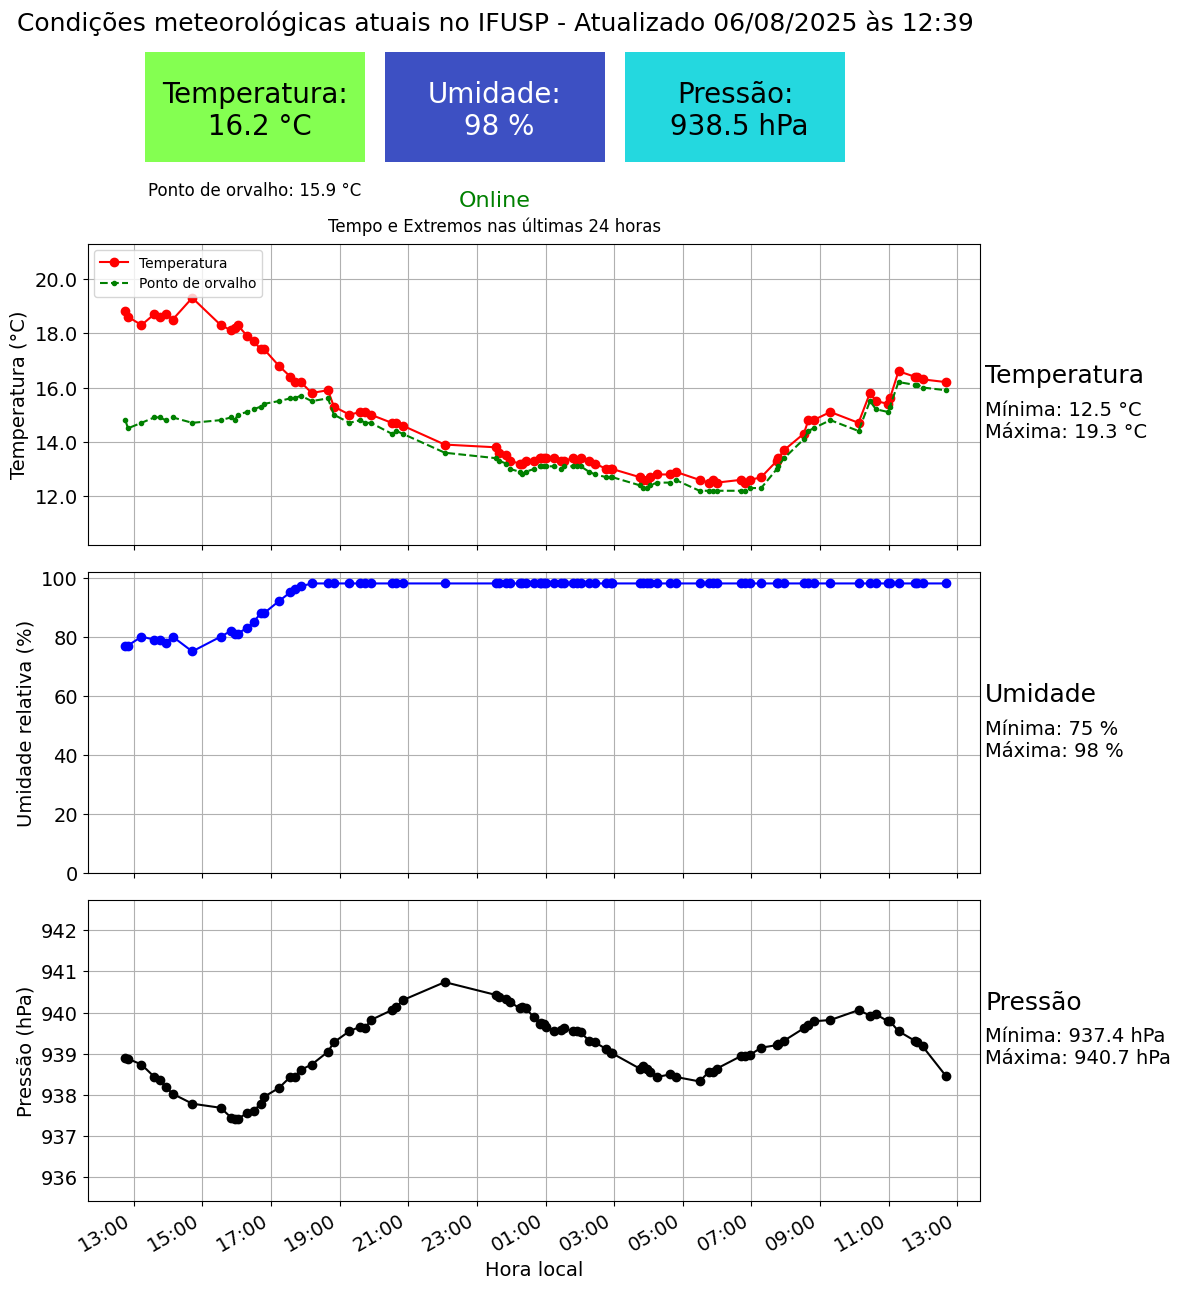 Condições meteorológicas atuais no IFUSP - Atualizado 06/08/2025 às 12:39
Temperatura:
16.2 °C
Umidade:
98 %
Pressão:
938.5 hPa
Ponto de orvalho: 15.9 °C
Online
Tempo e Extremos nas últimas 24 horas
Temperatura
Ponto de orvalho
Temperatura (°C)
20.0
18.0
16.0
14.0
12.0
Temperatura
Mínima: 12.5 °C
Máxima: 19.3 °C
Umidade relativa (%)
100
80
60
40
20
0
Umidade
Mínima: 75 %
Máxima: 98 %
Pressão (hPa)
942
941
940
939
938
937
936
Pressão
Mínima: 937.4 hPa
Máxima: 940.7 hPa
13:00
15:00
17:00
19:00
21:00
23:00
01:00
03:00
05:00
07:00
09:00
11:00
13:00
Hora local